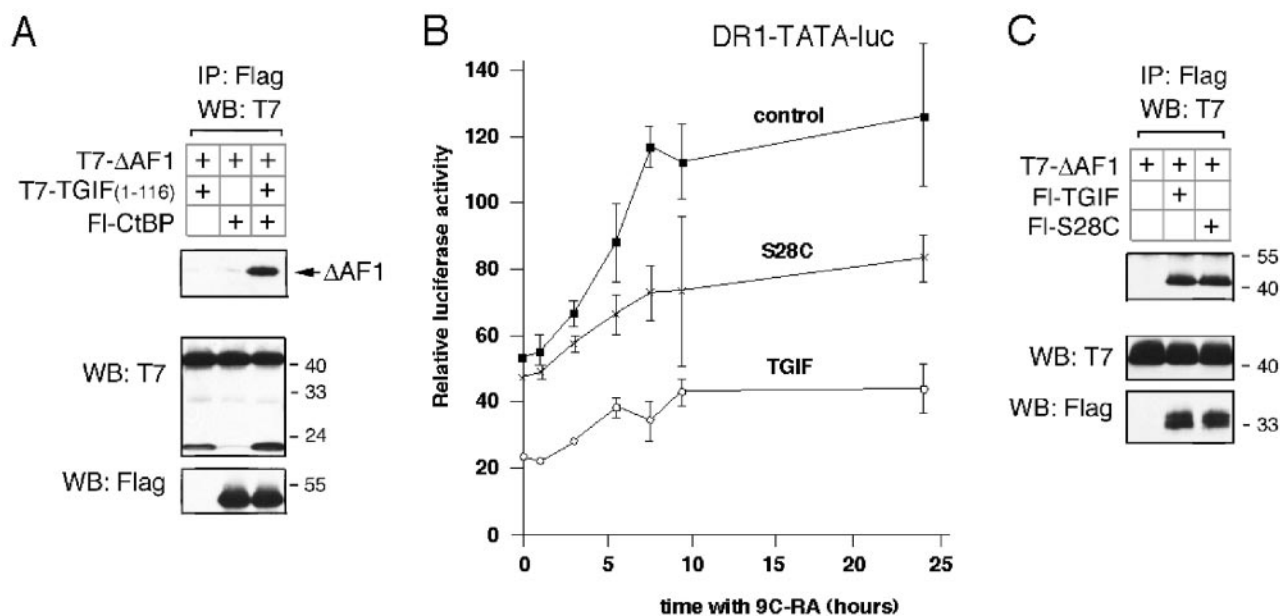 A
IP: Flag
WB: T7
T7-ΔAF1 + + +
T7-TGIF(1-116) + +
Fl-CtBP + +
ΔAF1
WB: T7
40
33
24
WB: Flag
55
B
DR1-TATA-luc
Relative luciferase activity
140
120
100
80
60
40
20
0
control
S28C
TGIF
0 5 10 15 20 25
time with 9C-RA (hours)
C
IP: Flag
WB: T7
T7-ΔAF1 + + +
Fl-TGIF +
Fl-S28C +
55
40
WB: T7
40
WB: Flag
33